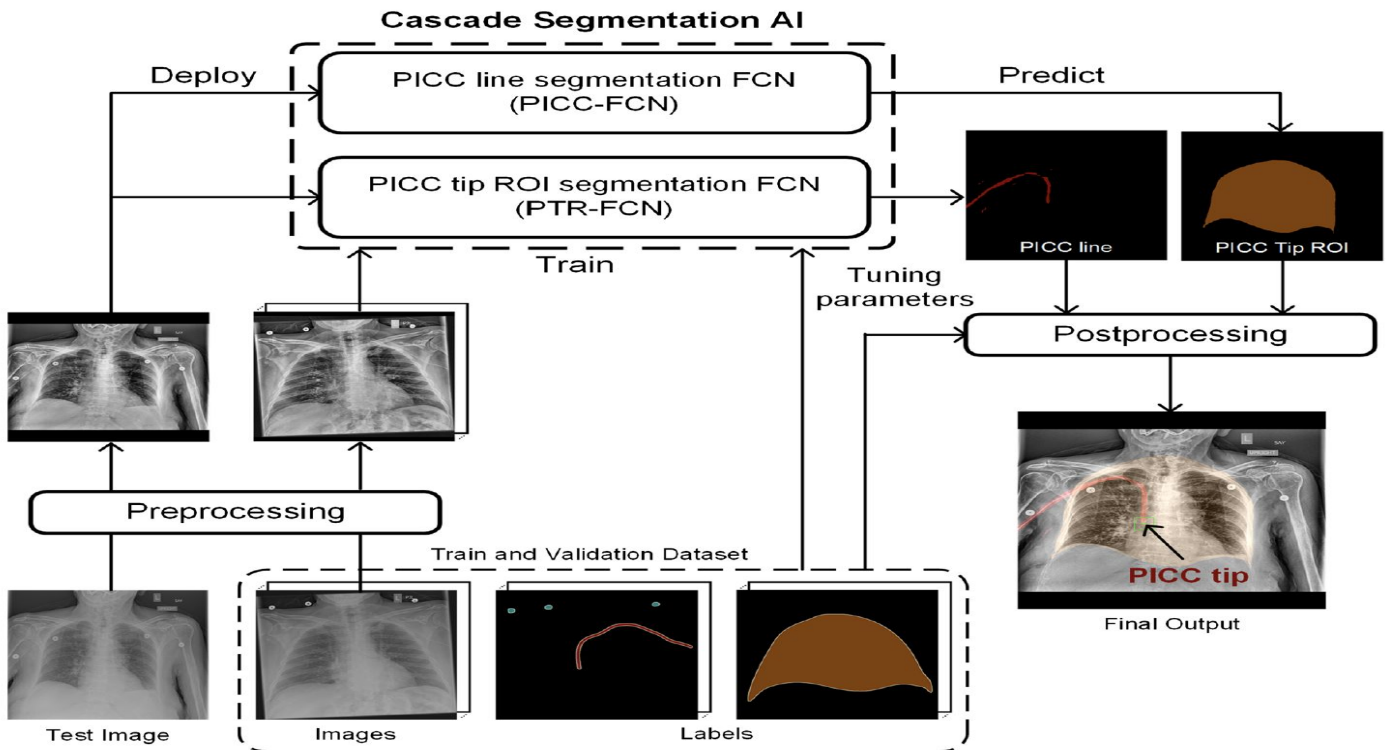 Cascade Segmentation AI
Deploy
PICC line segmentation FCN
(PICC-FCN)
Predict
PICC tip ROI segmentation FCN
(PTR-FCN)
PICC line
PICC Tip ROI
Train
Tuning
parameters
Postprocessing
L
L
Preprocessing
L
UPRIGHT
PICC tip
Final Output
Train and Validation Dataset
Test Image
Images
Labels